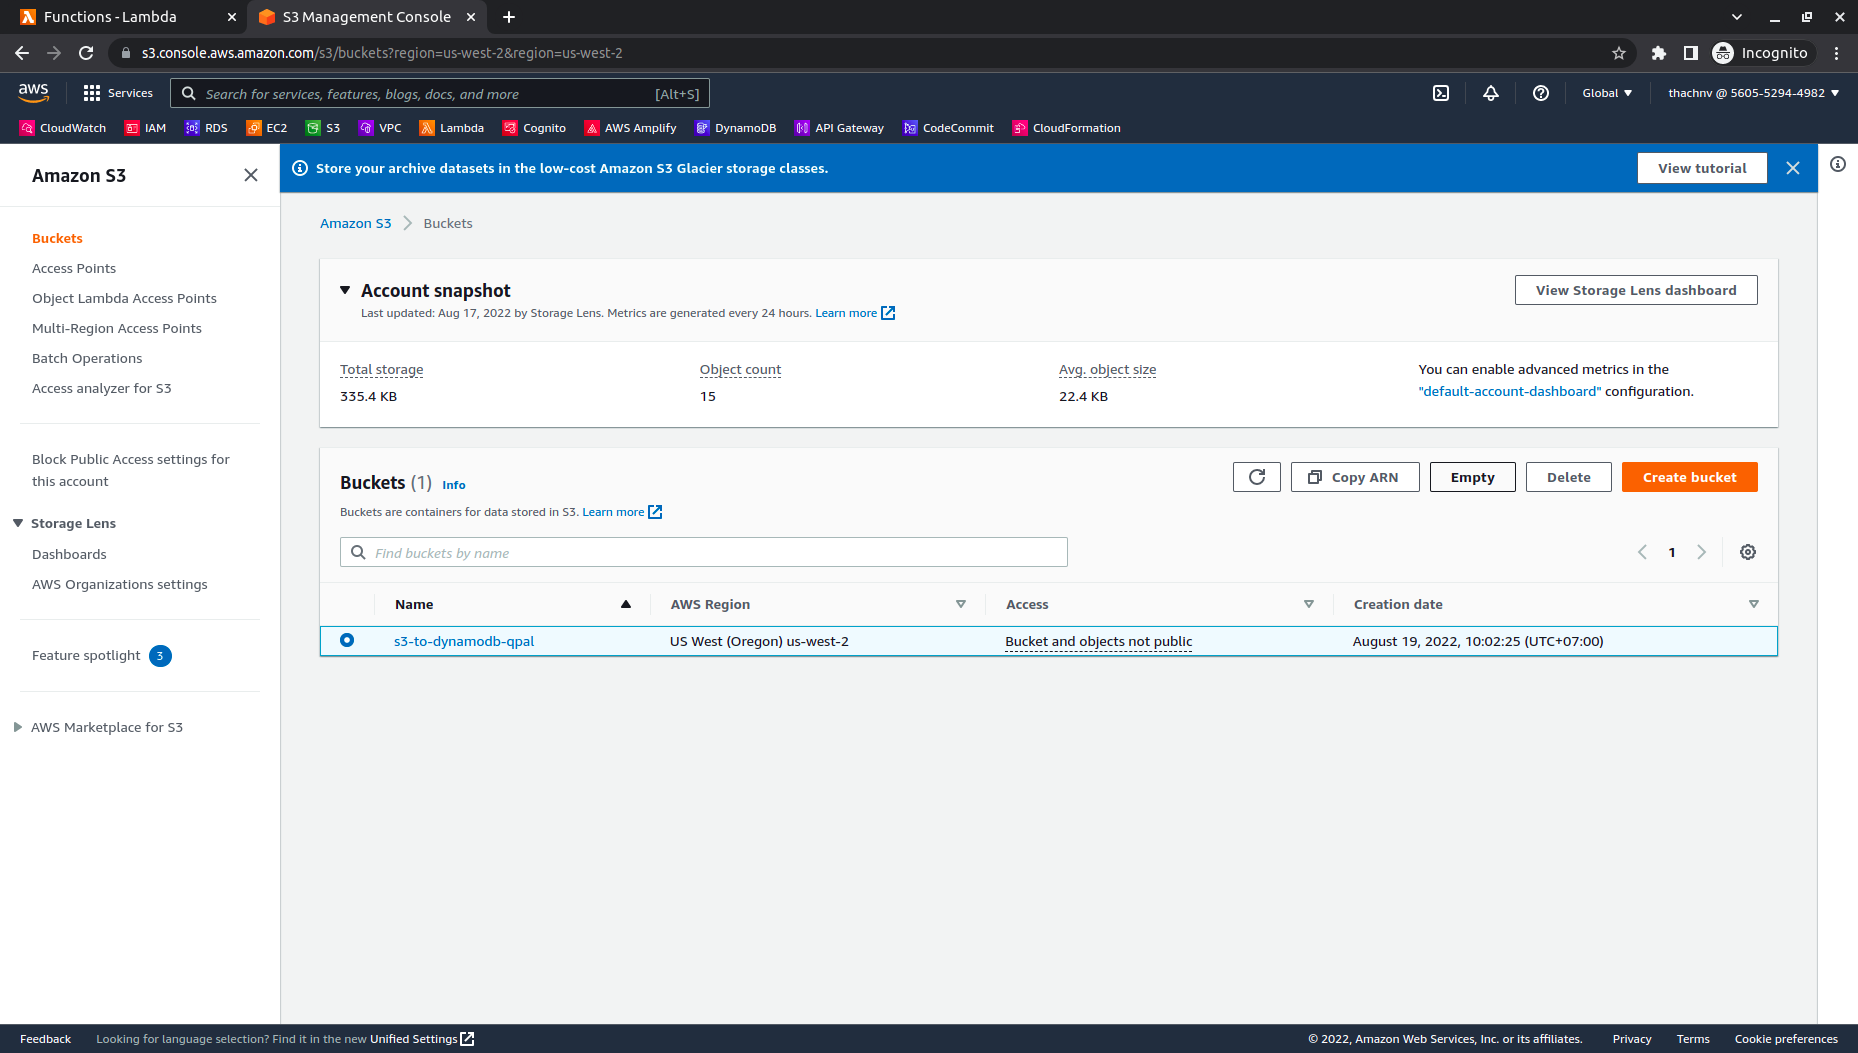 Functions - Lambda
S3 Management Console
s3.console.aws.amazon.com/s3/buckets?region=us-west-2&region=us-west-2
Incognito
aws
Services
Search for services, features, blogs, docs, and more
[Alt+S]
Global
thachnv @ 5605-5294-4982
CloudWatch
IAM
RDS
EC2
S3
VPC
Lambda
Cognito
AWS Amplify
DynamoDB
API Gateway
CodeCommit
CloudFormation
Amazon S3
Buckets
Access Points
Object Lambda Access Points
Multi-Region Access Points
Batch Operations
Access analyzer for S3
Block Public Access settings for
this account
Storage Lens
Dashboards
AWS Organizations settings
Feature spotlight 3
AWS Marketplace for S3
Store your archive datasets in the low-cost Amazon S3 Glacier storage classes.
View tutorial
Amazon S3
Buckets
Account snapshot
Last updated: Aug 17, 2022 by Storage Lens. Metrics are generated every 24 hours. Learn more
View Storage Lens dashboard
Total storage
335.4 KB
Object count
15
Avg. object size
22.4 KB
You can enable advanced metrics in the
"default-account-dashboard" configuration.
Buckets (1) Info
Buckets are containers for data stored in S3. Learn more
Copy ARN
Empty
Delete
Create bucket
Find buckets by name
1
Name
AWS Region
Access
Creation date
s3-to-dynamodb-qpal
US West (Oregon) us-west-2
Bucket and objects not public
August 19, 2022, 10:02:25 (UTC+07:00)
Feedback
Looking for language selection? Find it in the new Unified Settings
© 2022, Amazon Web Services, Inc. or its affiliates.
Privacy
Terms
Cookie preferences